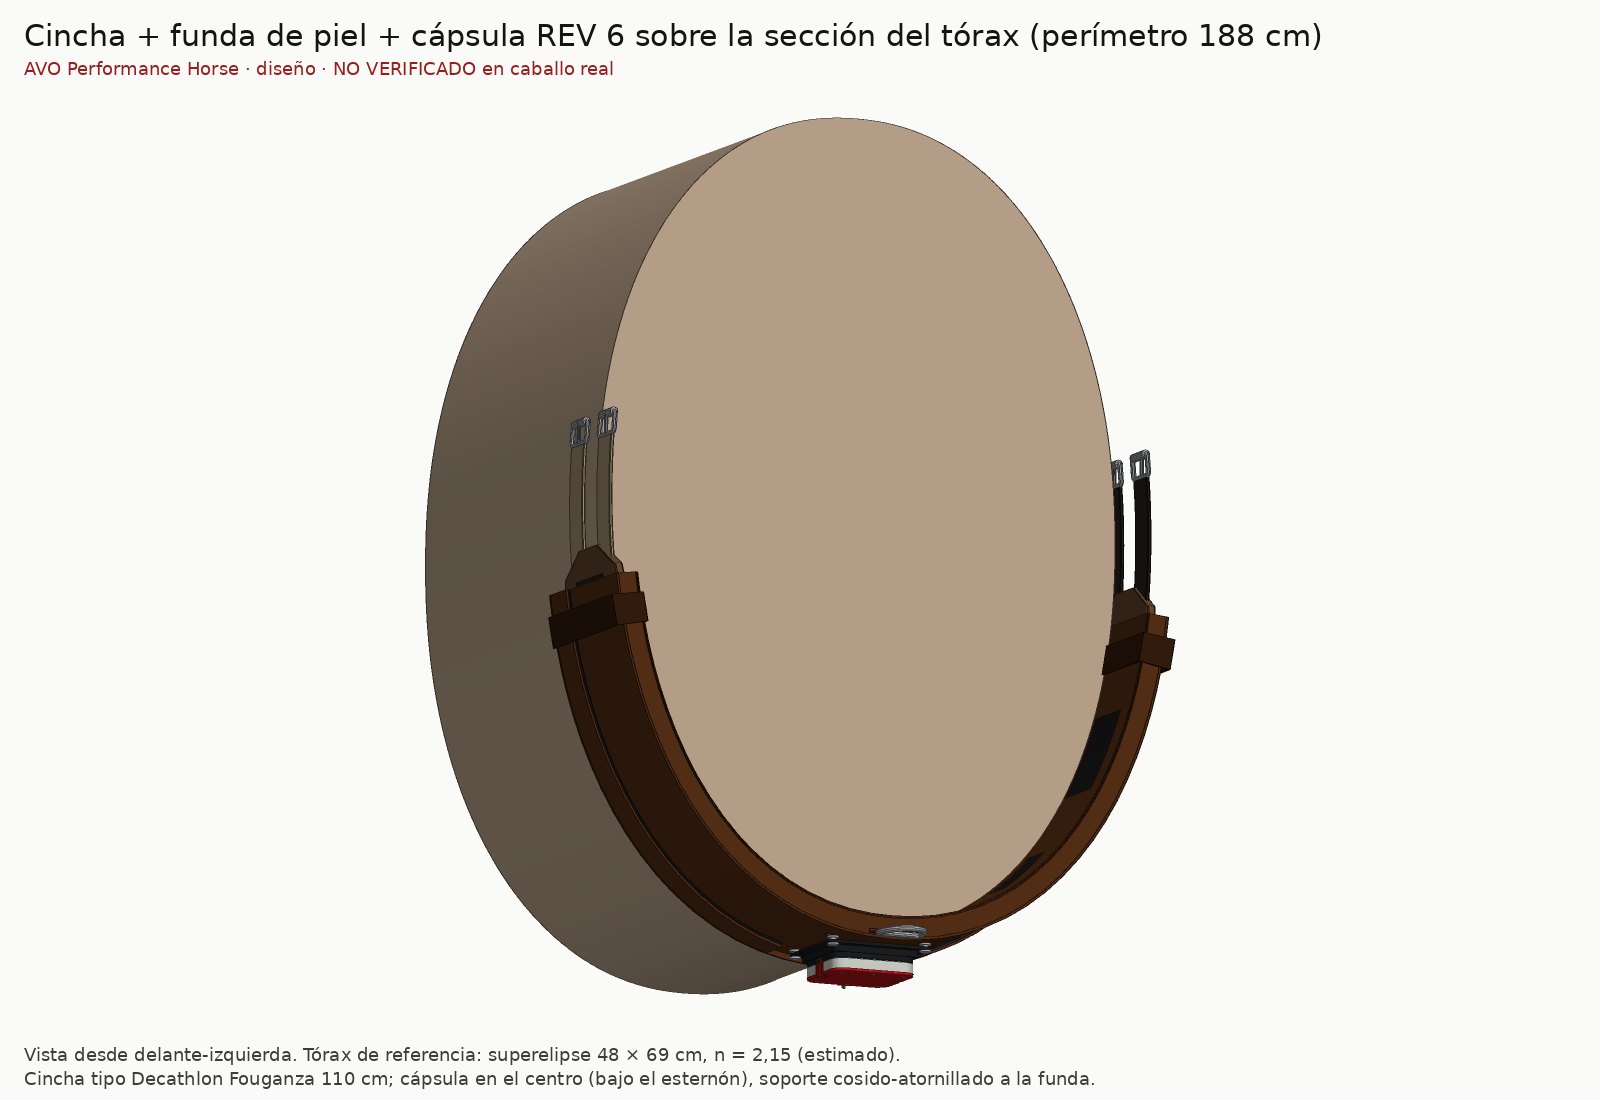 Cincha + funda de piel + cápsula REV 6 sobre la sección del tórax (perímetro 188 cm)
AVO Performance Horse · diseño · NO VERIFICADO en caballo real
Vista desde delante-izquierda. Tórax de referencia: superelipse 48 × 69 cm, n = 2,15 (estimado).
Cincha tipo Decathlon Fouganza 110 cm; cápsula en el centro (bajo el esternón), soporte cosido-atornillado a la funda.